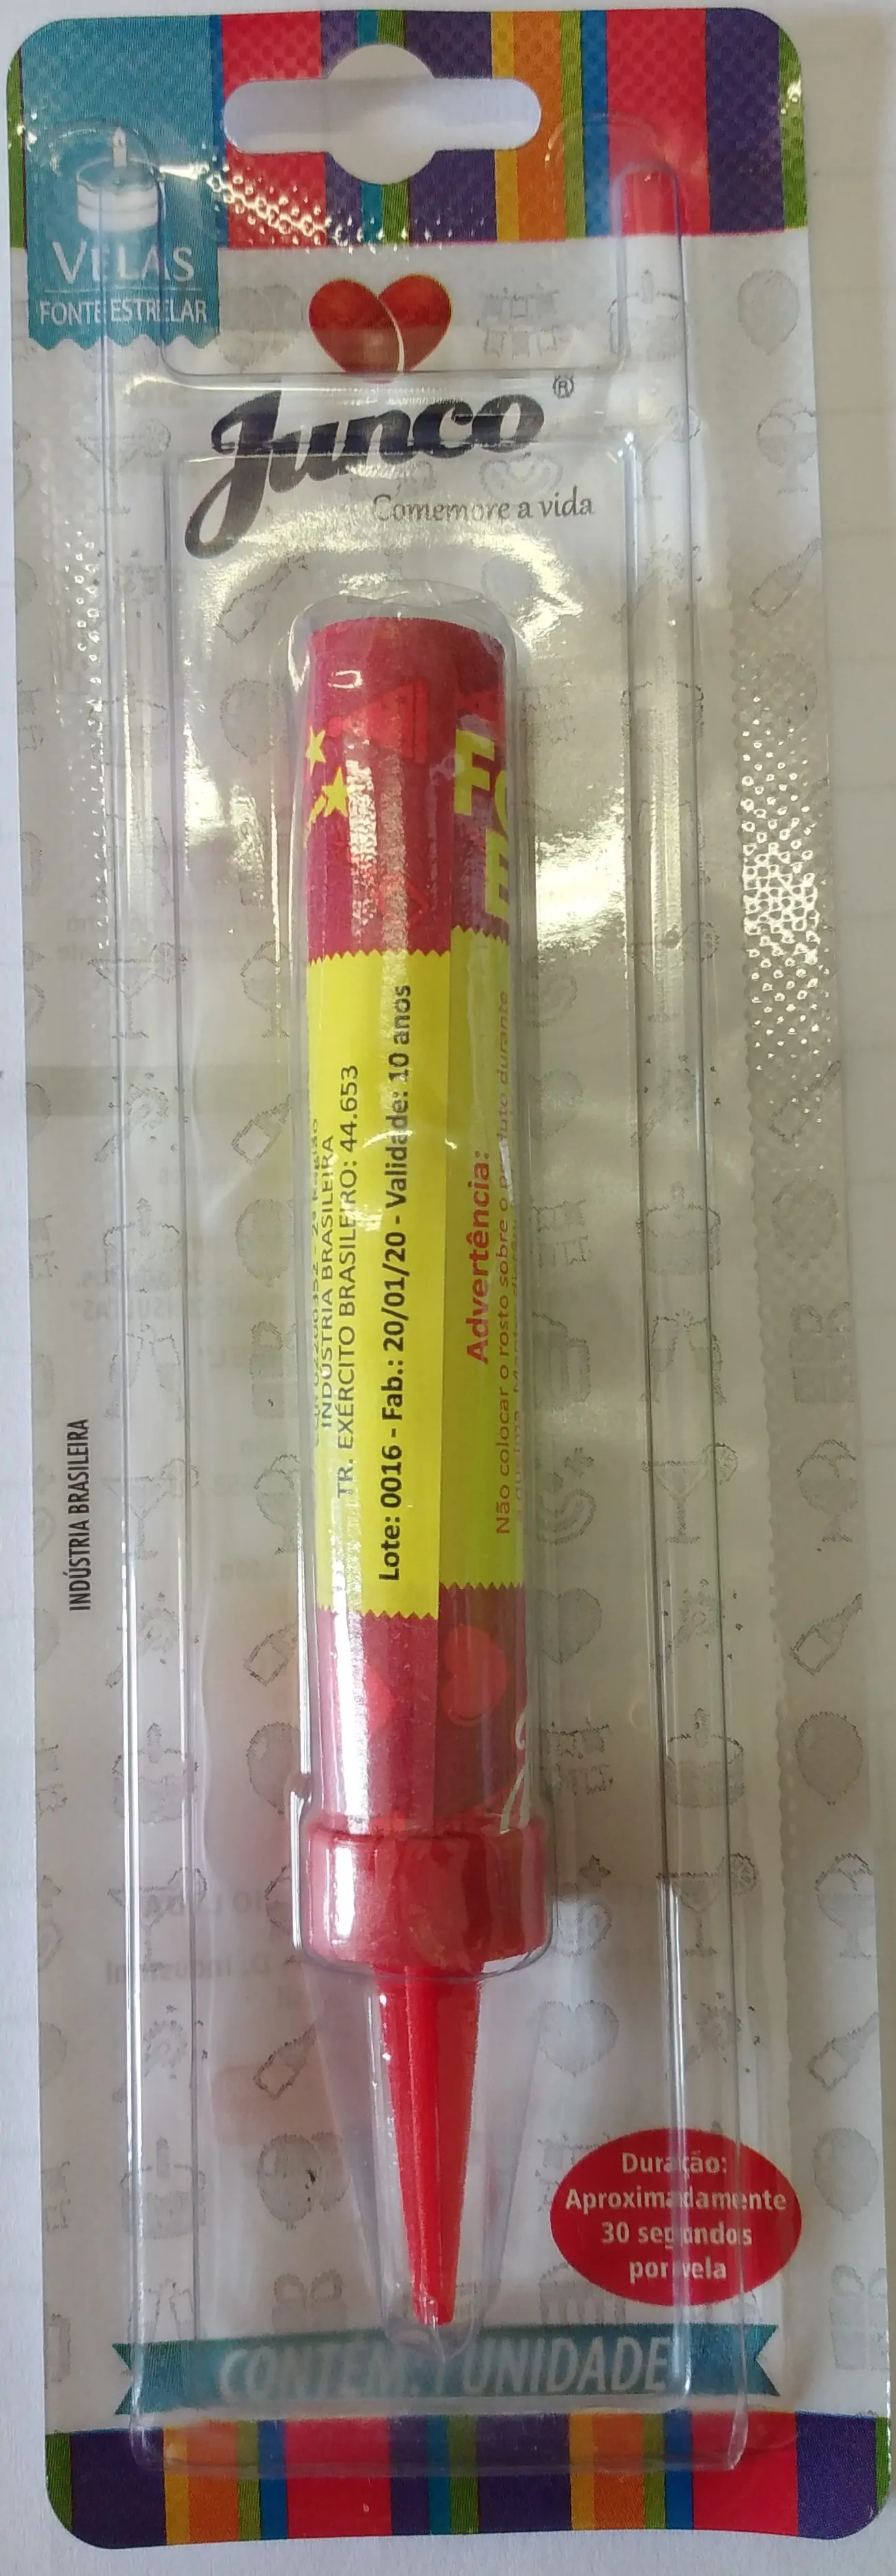 VELAS
FONTE ESTRELAR
Junco®
Comemore a vida
INDÚSTRIA BRASILEIRA
TR. EXÉRCITO BRASILEIRO: 44.653
Lote: 0016 - Fab.: 20/01/20 - Validade: 10 anos
Advertência:
Não colocar o rosto sobre o produto durante
INDÚSTRIA BRASILEIRA
Duração:
Aproximadamente
30 segundos
por vela
CONTÉM: 1 UNIDADE